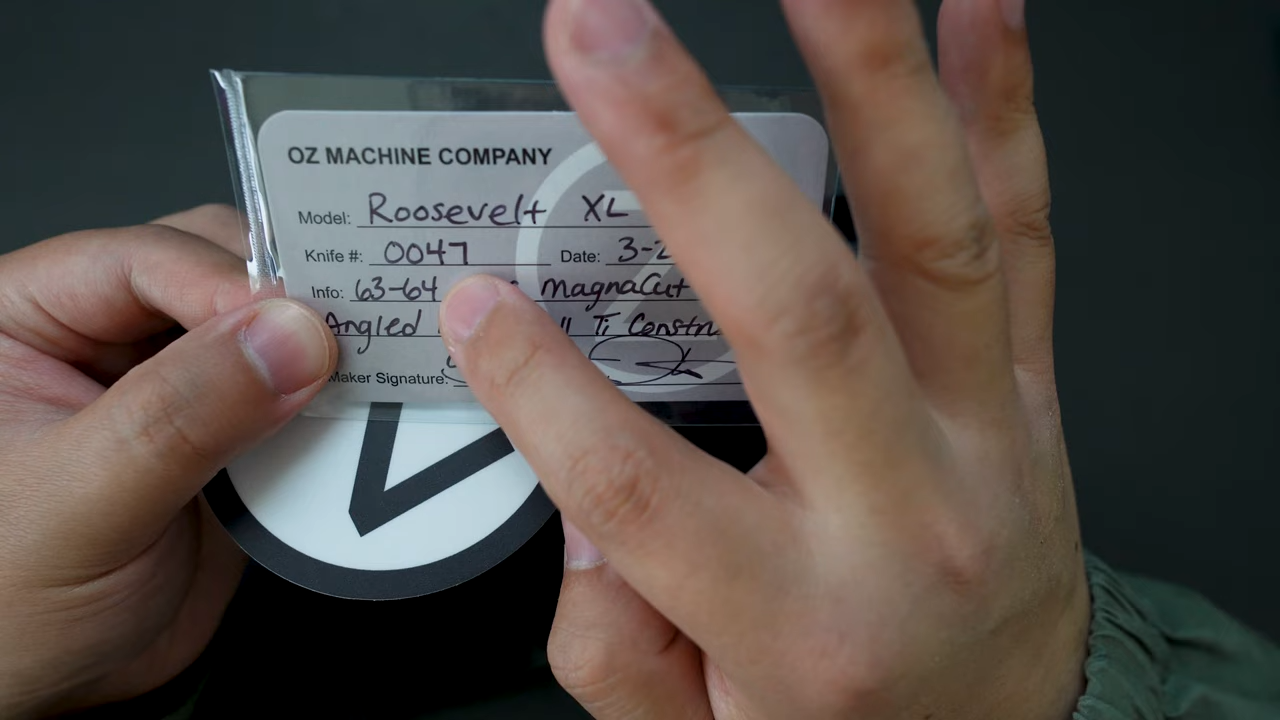 OZ MACHINE COMPANY
Model: Roosevelt XL
Knife #: 0047 Date: 3-2
Info: 63-64 MagnaCut
Angled Ti Constru
Maker Signature: